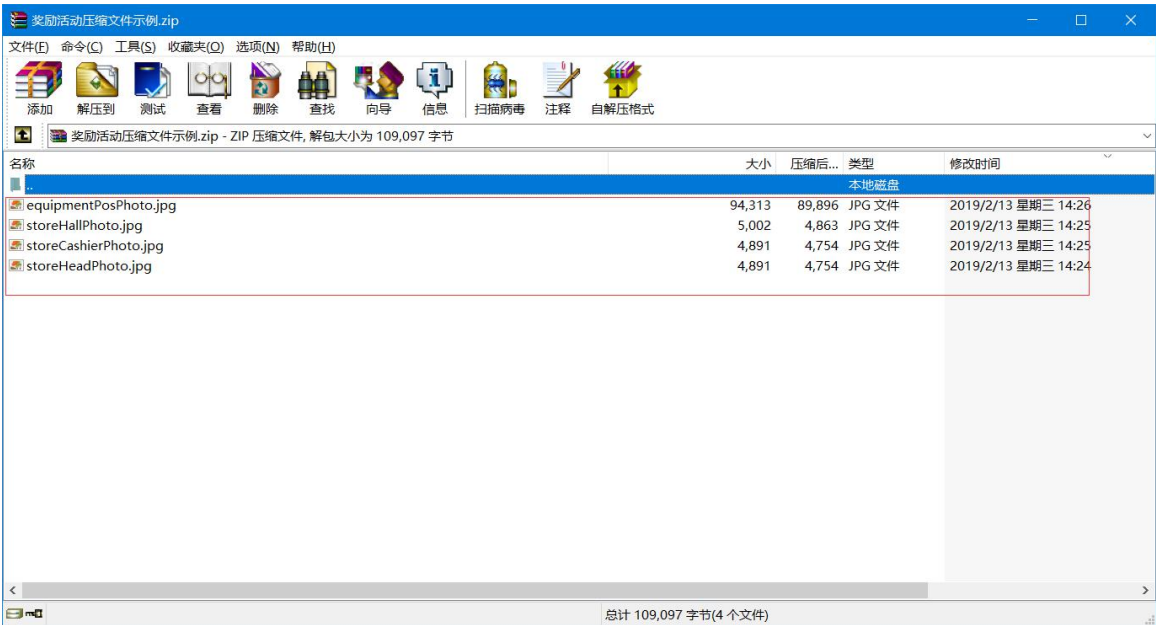 奖励活动压缩文件示例.zip
文件(F) 命令(C) 工具(S) 收藏夹(O) 选项(N) 帮助(H)
添加 解压到 测试 查看 删除 查找 向导 信息 扫描病毒 注释 自解压格式
奖励活动压缩文件示例.zip - ZIP 压缩文件, 解包大小为 109,097 字节
名称 大小 压缩后... 类型 修改时间
.. 本地磁盘
equipmentPosPhoto.jpg 94,313 89,896 JPG 文件 2019/2/13 星期三 14:26
storeHallPhoto.jpg 5,002 4,863 JPG 文件 2019/2/13 星期三 14:25
storeCashierPhoto.jpg 4,891 4,754 JPG 文件 2019/2/13 星期三 14:25
storeHeadPhoto.jpg 4,891 4,754 JPG 文件 2019/2/13 星期三 14:24
总计 109,097 字节(4 个文件)